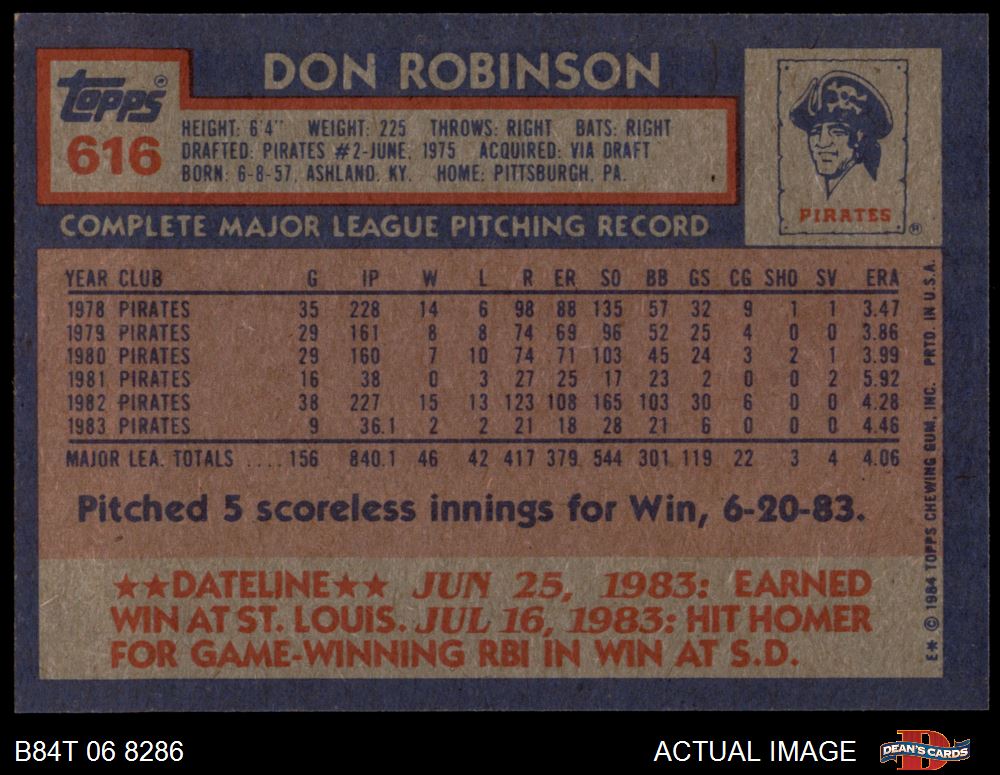 DON ROBINSON
Topps®
616
HEIGHT: 6'4" WEIGHT: 225 THROWS: RIGHT BATS: RIGHT
DRAFTED: PIRATES #2-JUNE, 1975 ACQUIRED: VIA DRAFT
BORN: 6-8-57, ASHLAND, KY. HOME: PITTSBURGH, PA.
PIRATES ®
COMPLETE MAJOR LEAGUE PITCHING RECORD
YEAR CLUB G IP W L R ER SO BB GS CG SHO SV ERA
1978 PIRATES 35 228 14 6 98 88 135 57 32 9 1 1 3.47
1979 PIRATES 29 161 8 8 74 69 96 52 25 4 0 0 3.86
1980 PIRATES 29 160 7 10 74 71 103 45 24 3 2 1 3.99
1981 PIRATES 16 38 0 3 27 25 17 23 2 0 0 2 5.92
1982 PIRATES 38 227 15 13 123 108 165 103 30 6 0 0 4.28
1983 PIRATES 9 36.1 2 2 21 18 28 21 6 0 0 0 4.46
MAJOR LEA. TOTALS .... 156 840.1 46 42 417 379 544 301 119 22 3 4 4.06
Pitched 5 scoreless innings for Win, 6-20-83.
★★DATELINE★★ JUN 25, 1983: EARNED
WIN AT ST. LOUIS. JUL 16, 1983: HIT HOMER
FOR GAME-WINNING RBI IN WIN AT S.D.
E* © 1984 TOPPS CHEWING GUM, INC. PRTD. IN U.S.A.
B84T 06 8286
ACTUAL IMAGE
D
DEAN'S CARDS